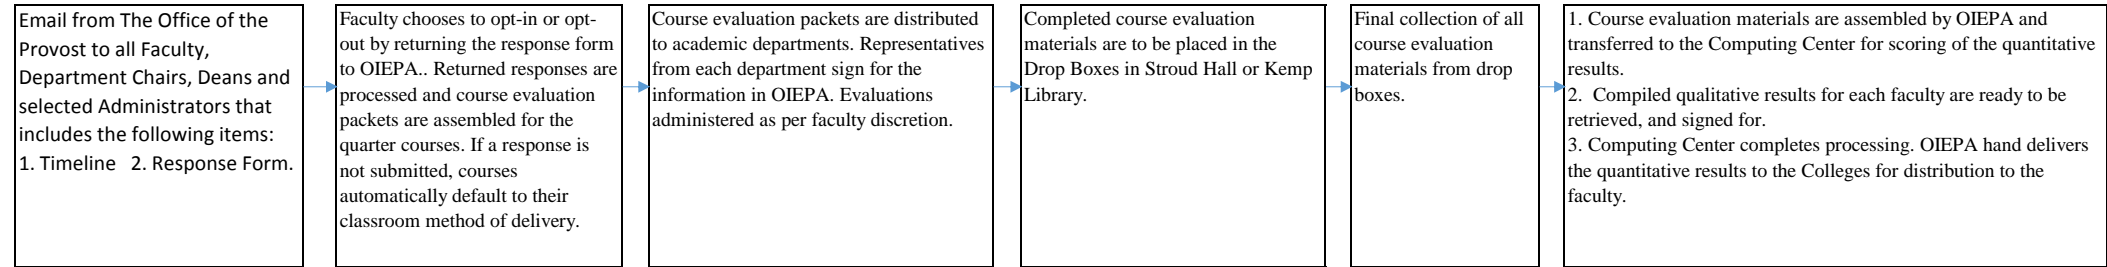 Email from The Office of the
Provost to all Faculty,
Department Chairs, Deans and
selected Administrators that
includes the following items:
1. Timeline   2. Response Form.
Faculty chooses to opt-in or opt-
out by returning the response form
to OIEPA.. Returned responses are
processed and course evaluation
packets are assembled for the
quarter courses. If a response is
not submitted, courses
automatically default to their
classroom method of delivery.
Course evaluation packets are distributed
to academic departments. Representatives
from each department sign for the
information in OIEPA. Evaluations
administered as per faculty discretion.
Completed course evaluation
materials are to be placed in the
Drop Boxes in Stroud Hall or Kemp
Library.
Final collection of all
course evaluation
materials from drop
boxes.
1. Course evaluation materials are assembled by OIEPA and
transferred to the Computing Center for scoring of the quantitative
results.
2.  Compiled qualitative results for each faculty are ready to be
retrieved, and signed for.
3. Computing Center completes processing. OIEPA hand delivers
the quantitative results to the Colleges for distribution to the
faculty.